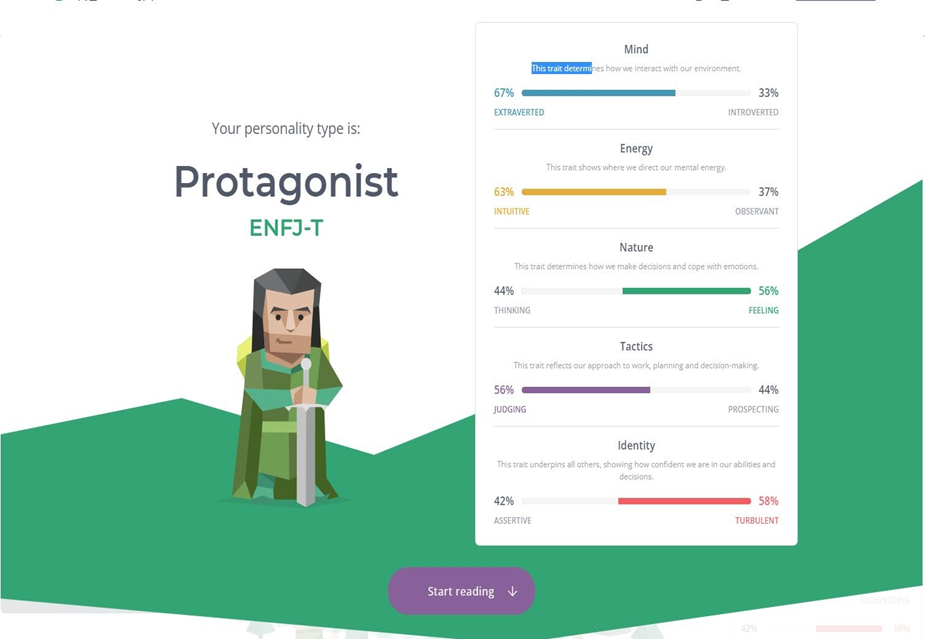 Your personality type is:
Protagonist
ENFJ-T
Mind
This trait determines how we interact with our environment.
67% 33%
EXTRAVERTED INTROVERTED
Energy
This trait shows where we direct our mental energy.
63% 37%
INTUITIVE OBSERVANT
Nature
This trait determines how we make decisions and cope with emotions.
44% 56%
THINKING FEELING
Tactics
This trait reflects our approach to work, planning and decision-making.
56% 44%
JUDGING PROSPECTING
Identity
This trait underpins all others, showing how confident we are in our abilities and
decisions.
42% 58%
ASSERTIVE TURBULENT
Start reading
PROSPECTING
42% 58%